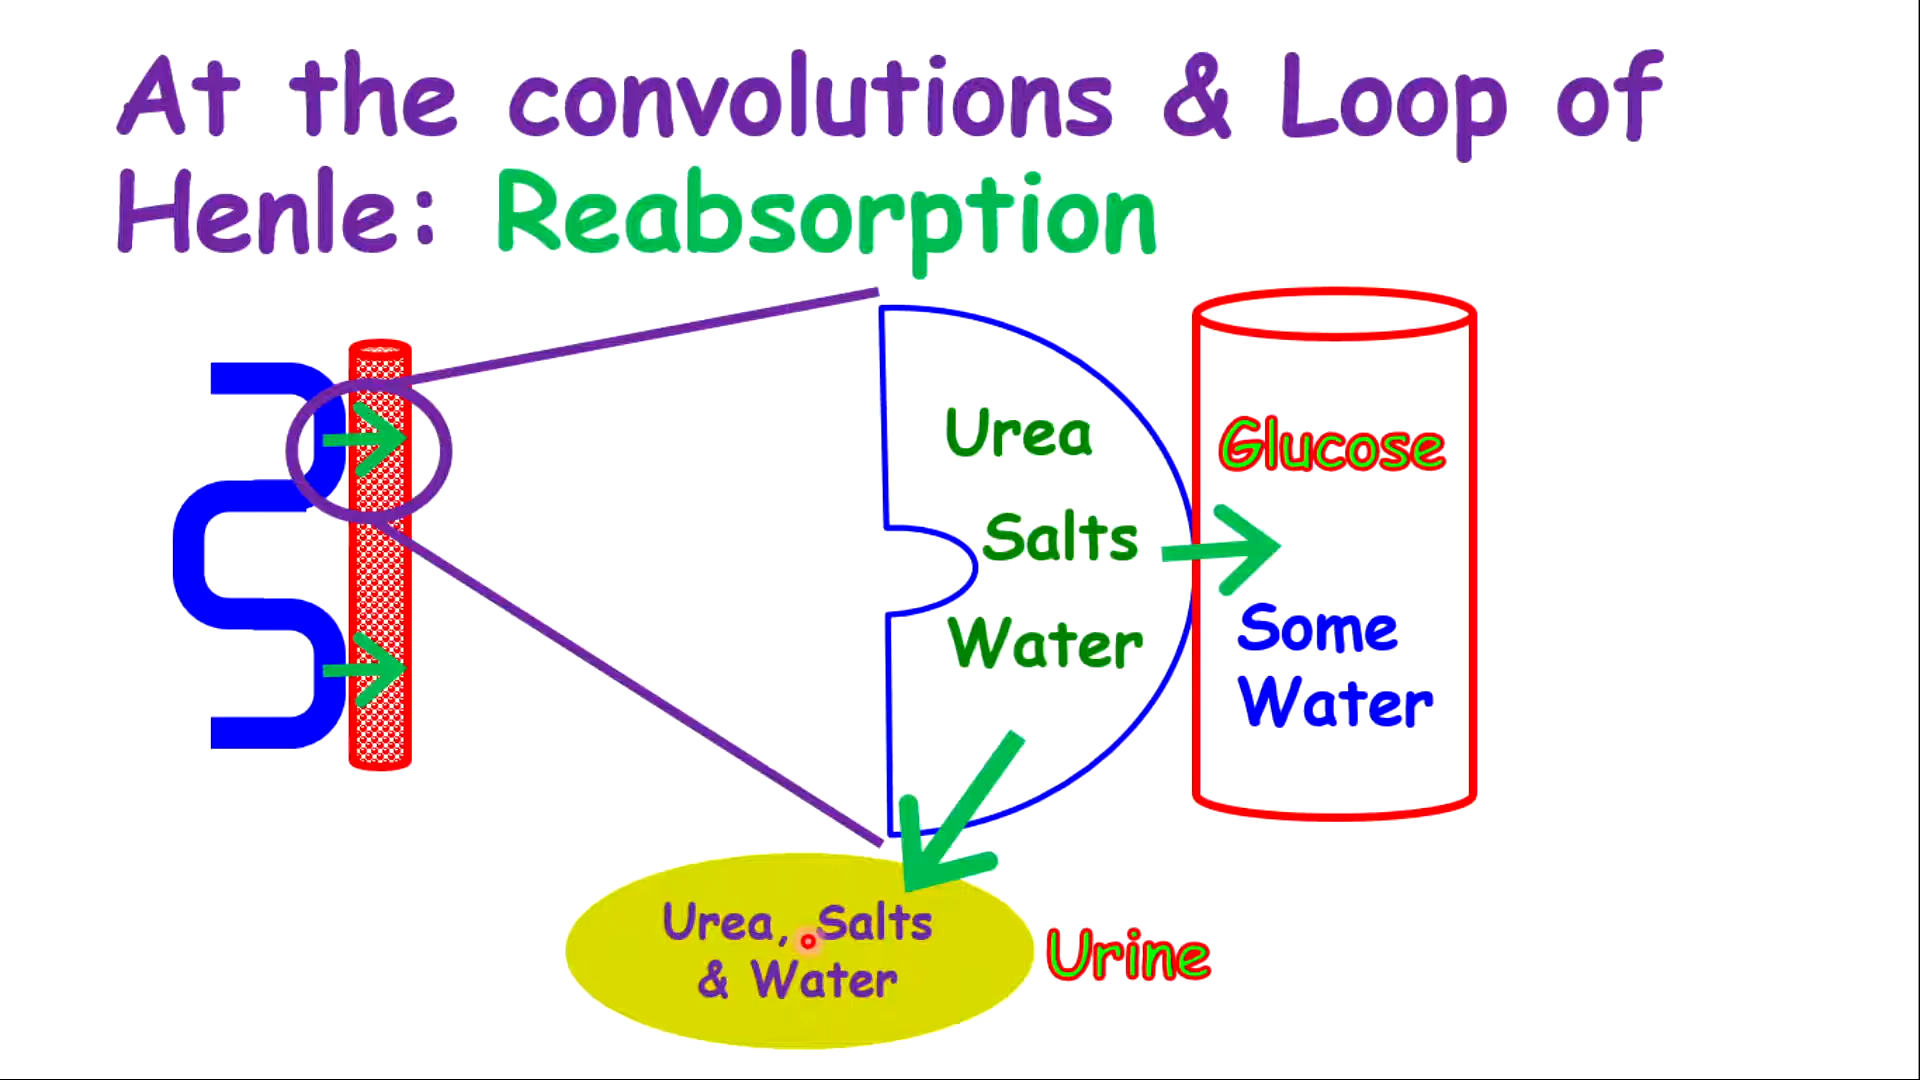 At the convolutions & Loop of
Henle: Reabsorption
Urea
Salts
Water
Glucose
Some
Water
Urea, Salts
& Water
Urine